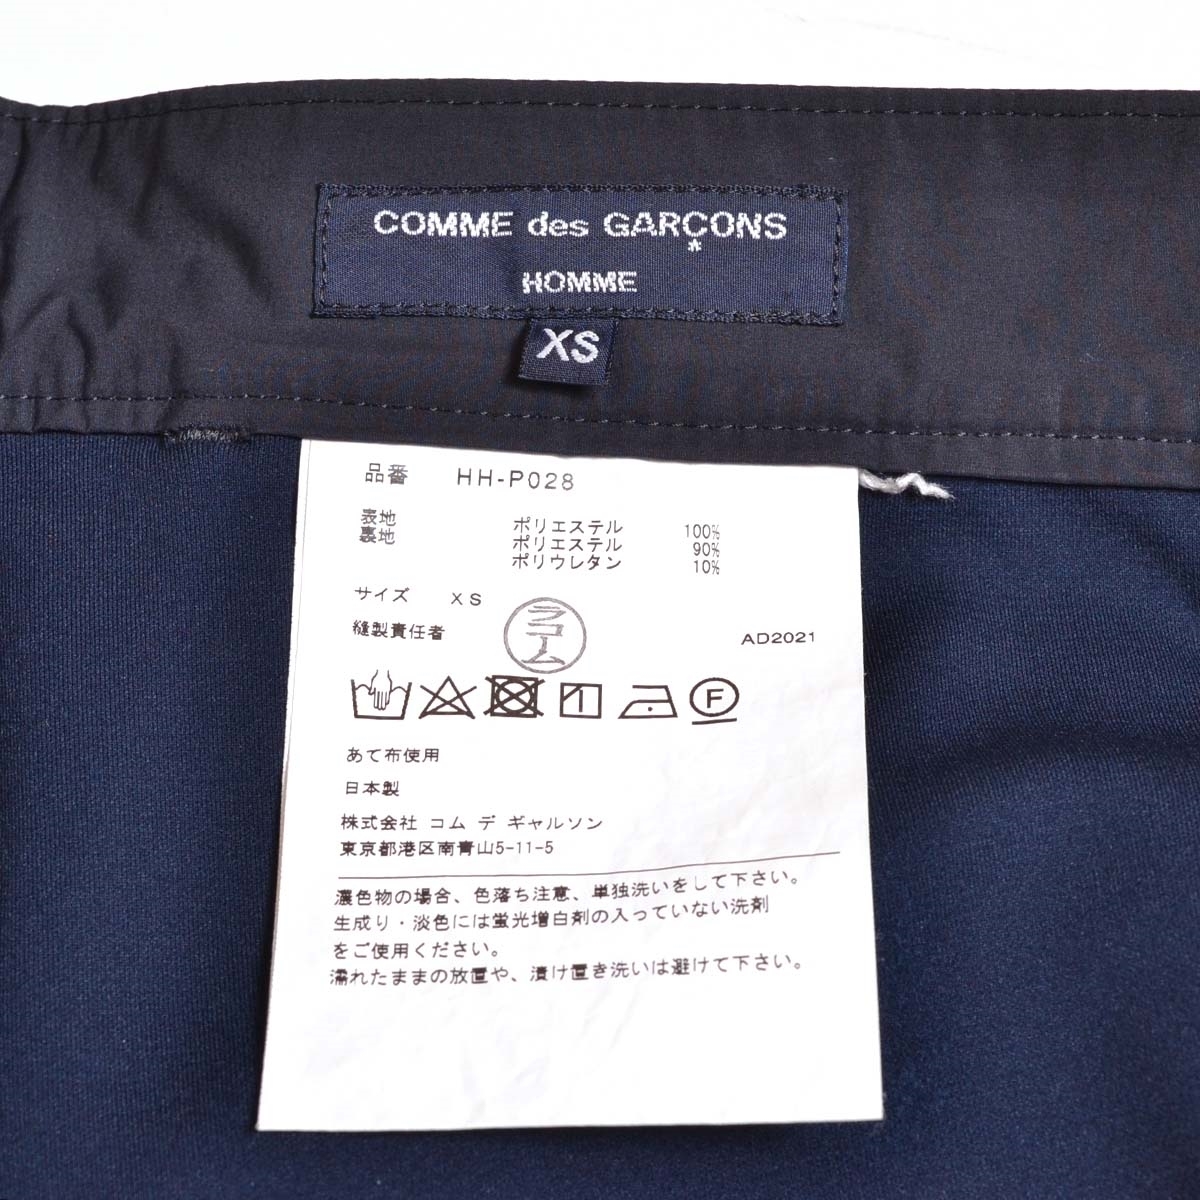 COMME des GARÇONS
*
HOMME
XS
品番 HH-P028
表地 ポリエステル 100%
裏地 ポリエステル 90%
ポリウレタン 10%
サイズ XS
縫製責任者 ラコム AD2021
1 F
あて布使用
日本製
株式会社 コム デ ギャルソン
東京都港区南青山5-11-5
濃色物の場合、色落ち注意、単独洗いをして下さい。
生成り・淡色には蛍光増白剤の入っていない洗剤
をご使用ください。
濡れたままの放置や、漬け置き洗いは避けて下さい。